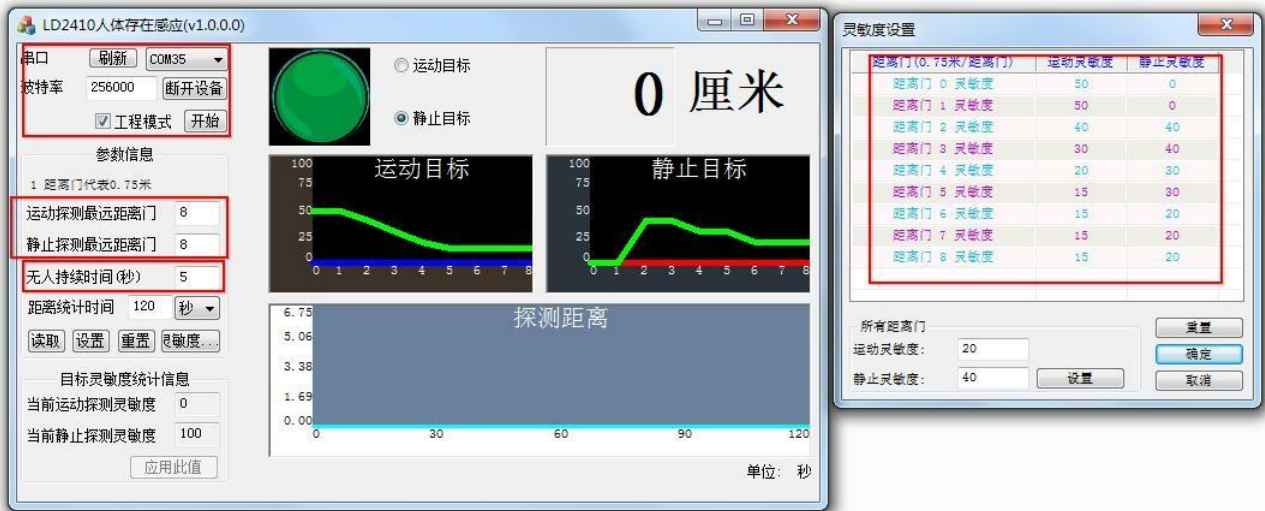 LD2410人体存在感应(v1.0.0.0)
串口 刷新 COM35
波特率 256000 断开设备
工程模式 开始
参数信息
1 距离门代表0.75米
运动探测最远距离门 8
静止探测最远距离门 8
无人持续时间(秒) 5
距离统计时间 120 秒
读取 设置 重置 敏度...
目标灵敏度统计信息
当前运动探测灵敏度 0
当前静止探测灵敏度 100
应用此值
运动目标
静止目标
0 厘米
运动目标
100
75
50
25
0
0 1 2 3 4 5 6 7 8
静止目标
100
75
50
25
0
0 1 2 3 4 5 6 7 8
探测距离
6.75
5.06
3.38
1.69
0.00
0 30 60 90 120
单位: 秒
灵敏度设置
距离门(0.75米/距离门) 运动灵敏度 静止灵敏度
距离门 0 灵敏度 50 0
距离门 1 灵敏度 50 0
距离门 2 灵敏度 40 40
距离门 3 灵敏度 30 40
距离门 4 灵敏度 20 30
距离门 5 灵敏度 15 30
距离门 6 灵敏度 15 20
距离门 7 灵敏度 15 20
距离门 8 灵敏度 15 20
所有距离门
运动灵敏度: 20
静止灵敏度: 40 设置
重置
确定
取消